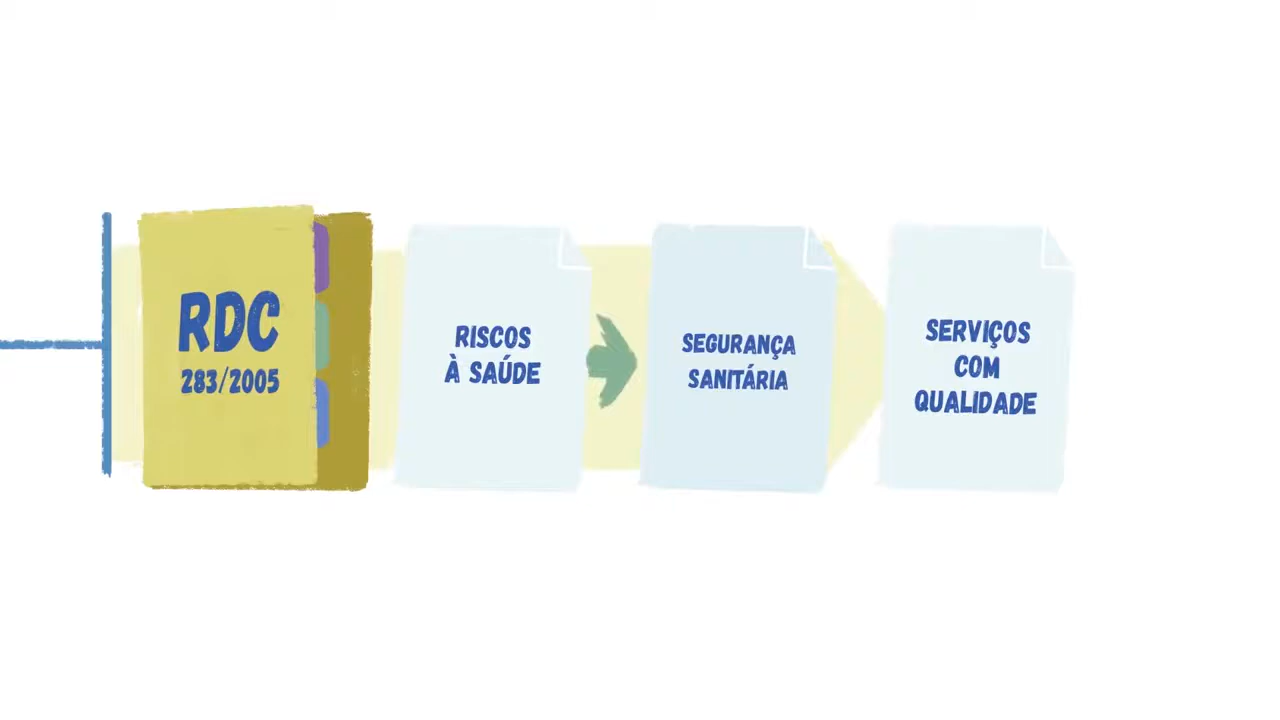 RDC
283/2005
RISCOS
À SAÚDE
SEGURANÇA
SANITÁRIA
SERVIÇOS
COM
QUALIDADE